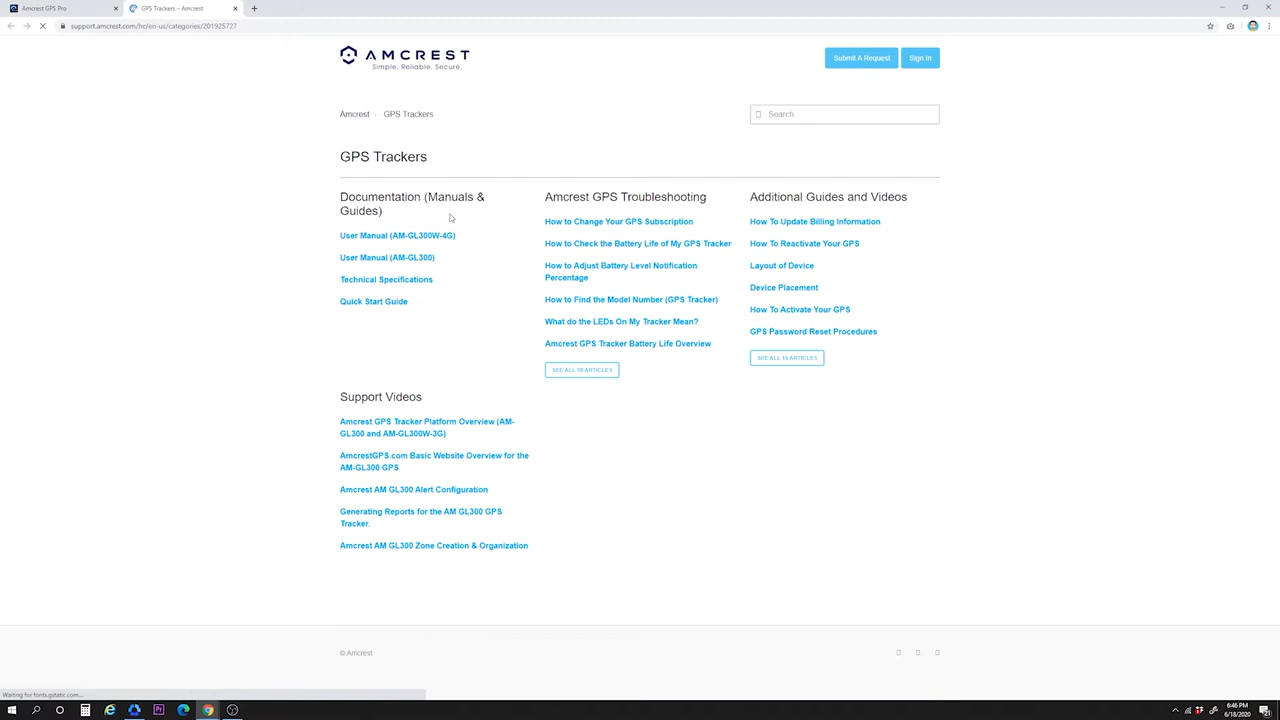 Amcrest GPS Pro
GPS Trackers – Amcrest
support.amcrest.com/hc/en-us/categories/201925727
AMCREST
Simple. Reliable. Secure.
Submit A Request
Sign In
Amcrest
GPS Trackers
Search
GPS Trackers
Documentation (Manuals &
Guides)
User Manual (AM-GL300W-4G)
User Manual (AM-GL300)
Technical Specifications
Quick Start Guide
Amcrest GPS Troubleshooting
How to Change Your GPS Subscription
How to Check the Battery Life of My GPS Tracker
How to Adjust Battery Level Notification
Percentage
How to Find the Model Number (GPS Tracker)
What do the LEDs On My Tracker Mean?
Amcrest GPS Tracker Battery Life Overview
Additional Guides and Videos
How To Update Billing Information
How To Reactivate Your GPS
Layout of Device
Device Placement
How To Activate Your GPS
GPS Password Reset Procedures
Support Videos
Amcrest GPS Tracker Platform Overview (AM-
GL300 and AM-GL300W-3G)
AmcrestGPS.com Basic Website Overview for the
AM-GL300 GPS
Amcrest AM GL300 Alert Configuration
Generating Reports for the AM GL300 GPS
Tracker.
Amcrest AM GL300 Zone Creation & Organization
© Amcrest
Waiting for fonts.gstatic.com...
6:46 PM
6/18/2020